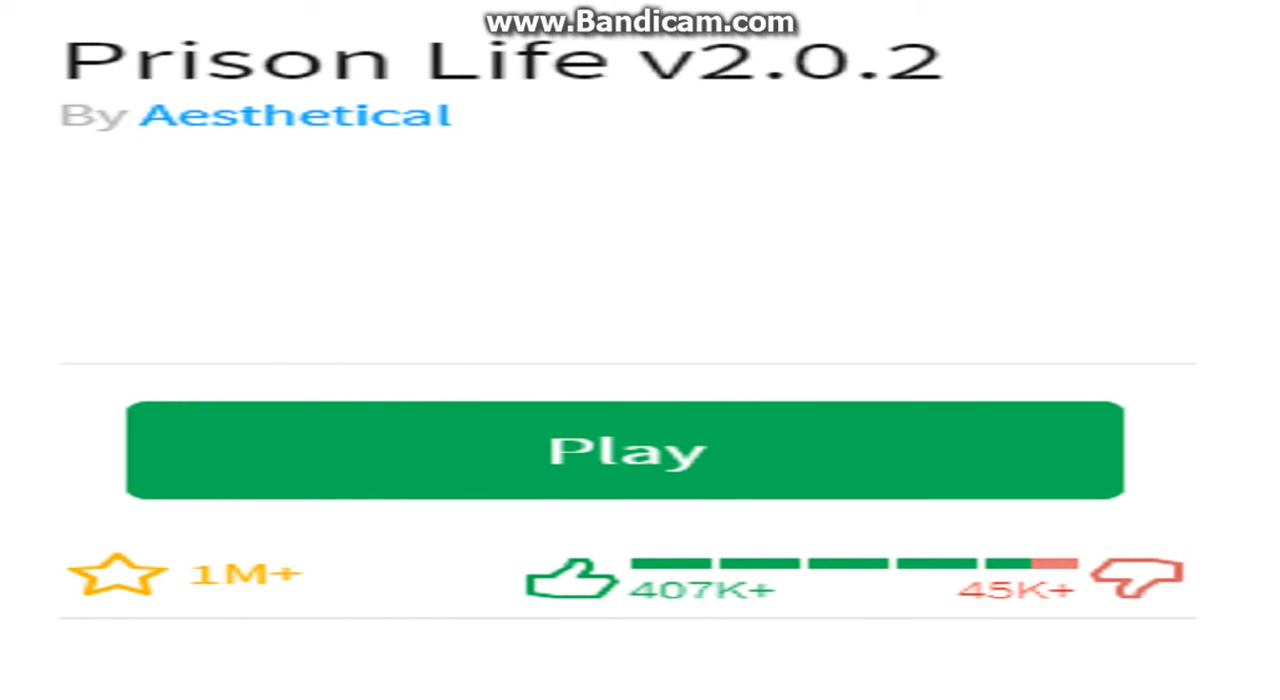 www.Bandicam.com
Prison Life v2.0.2
By Aesthetical
Play
1M+
407K+
45K+